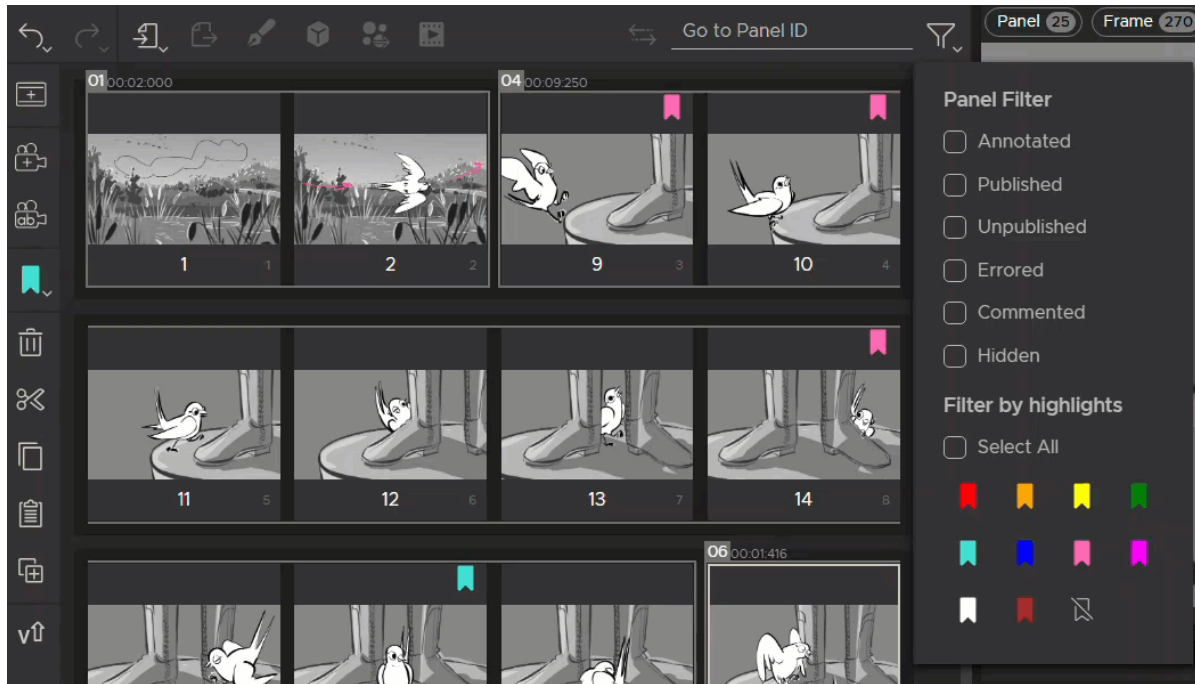 Go to Panel ID
Panel 25
Frame 270
01 00:02:000
04 00:09:250
1 1
2 2
9 3
10 4
11 5
12 6
13 7
14 8
06 00:01:416
ab
V
Panel Filter
Annotated
Published
Unpublished
Errored
Commented
Hidden
Filter by highlights
Select All